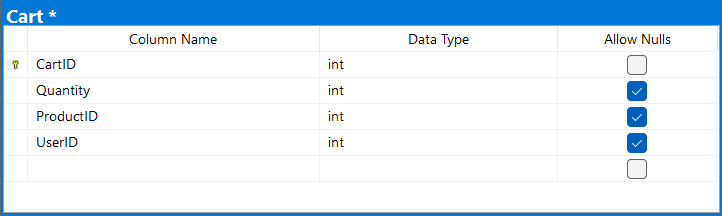 Cart *
Column Name Data Type Allow Nulls
CartID int
Quantity int
ProductID int
UserID int